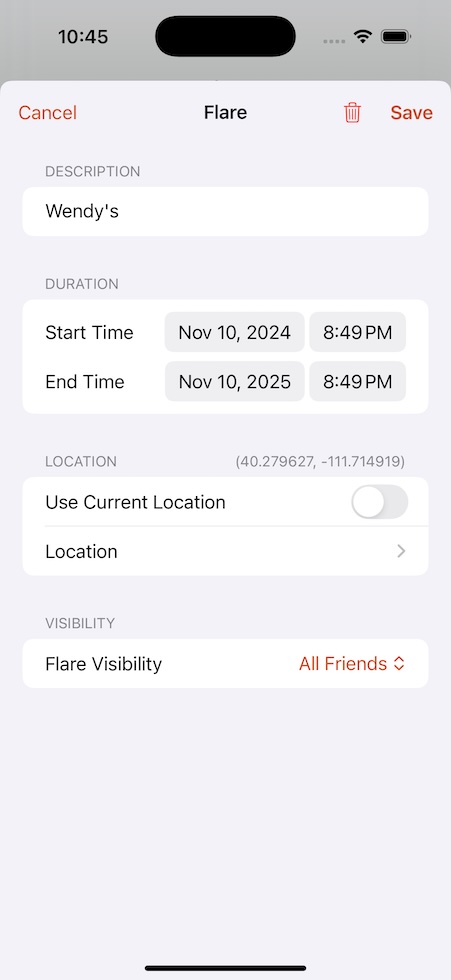 10:45
Cancel Flare Save
DESCRIPTION
Wendy's
DURATION
Start Time Nov 10, 2024 8:49 PM
End Time Nov 10, 2025 8:49 PM
LOCATION (40.279627, -111.714919)
Use Current Location
Location
VISIBILITY
Flare Visibility All Friends